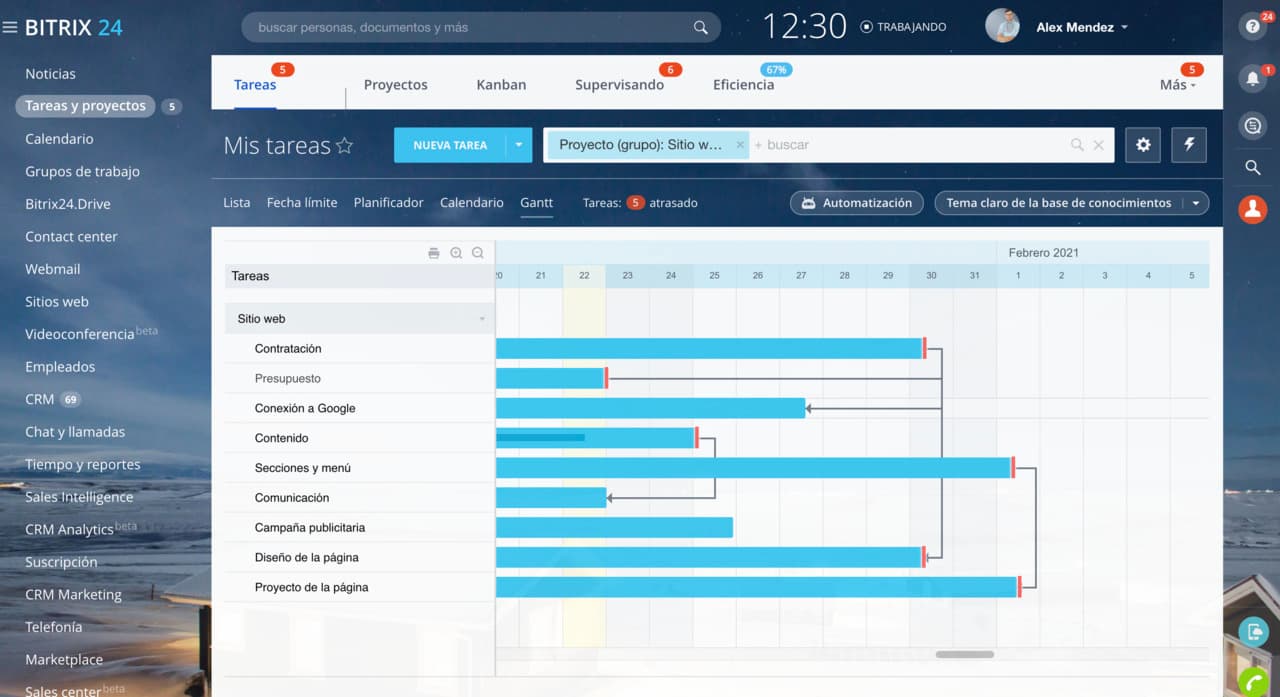 BITRIX 24
buscar personas, documentos y más
12:30
TRABAJANDO
Alex Mendez
24
1
Noticias
Tareas y proyectos 5
Calendario
Grupos de trabajo
Bitrix24.Drive
Contact center
Webmail
Sitios web
Videoconferencia beta
Empleados
CRM 69
Chat y llamadas
Tiempo y reportes
Sales Intelligence
CRM Analytics beta
Suscripción
CRM Marketing
Telefonía
Marketplace
Sales center beta
Tareas 5
Proyectos
Kanban
Supervisando 6
Eficiencia 67%
Más 5
Mis tareas
NUEVA TAREA
Proyecto (grupo): Sitio w... × + buscar
Lista Fecha límite Planificador Calendario Gantt
Tareas: 5 atrasado
Automatización
Tema claro de la base de conocimientos
Febrero 2021
Tareas
20 21 22 23 24 25 26 27 28 29 30 31 1 2 3 4 5
Sitio web
Contratación
Presupuesto
Conexión a Google
Contenido
Secciones y menú
Comunicación
Campaña publicitaria
Diseño de la página
Proyecto de la página